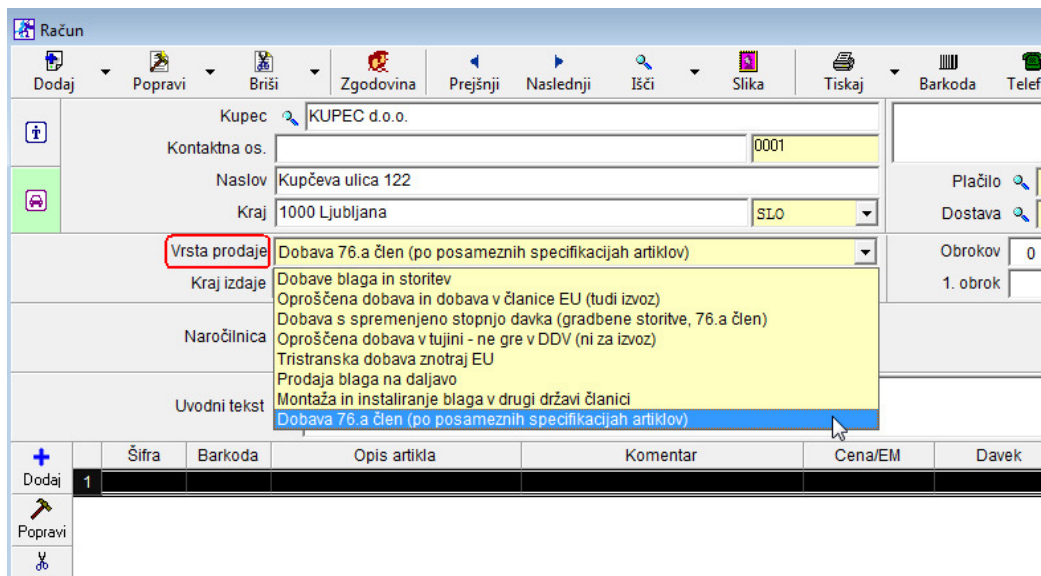 Račun
Dodaj Popravi Briši Zgodovina Prejšnji Naslednji Išči Slika Tiskaj Barkoda Telef
Kupec KUPEC d.o.o.
Kontaktna os. 0001
Naslov Kupčeva ulica 122
Plačilo
Kraj 1000 Ljubljana SLO
Dostava
Vrsta prodaje Dobava 76.a člen (po posameznih specifikacijah artiklov)
Obrokov 0
Kraj izdaje
1. obrok
Dobave blaga in storitev
Oproščena dobava in dobava v članice EU (tudi izvoz)
Dobava s spremenjeno stopnjo davka (gradbene storitve, 76.a člen)
Naročilnica
Oproščena dobava v tujini - ne gre v DDV (ni za izvoz)
Tristranska dobava znotraj EU
Prodaja blaga na daljavo
Uvodni tekst
Montaža in instaliranje blaga v drugi državi članici
Dobava 76.a člen (po posameznih specifikacijah artiklov)
Šifra Barkoda Opis artikla Komentar Cena/EM Davek
Dodaj
1
Popravi